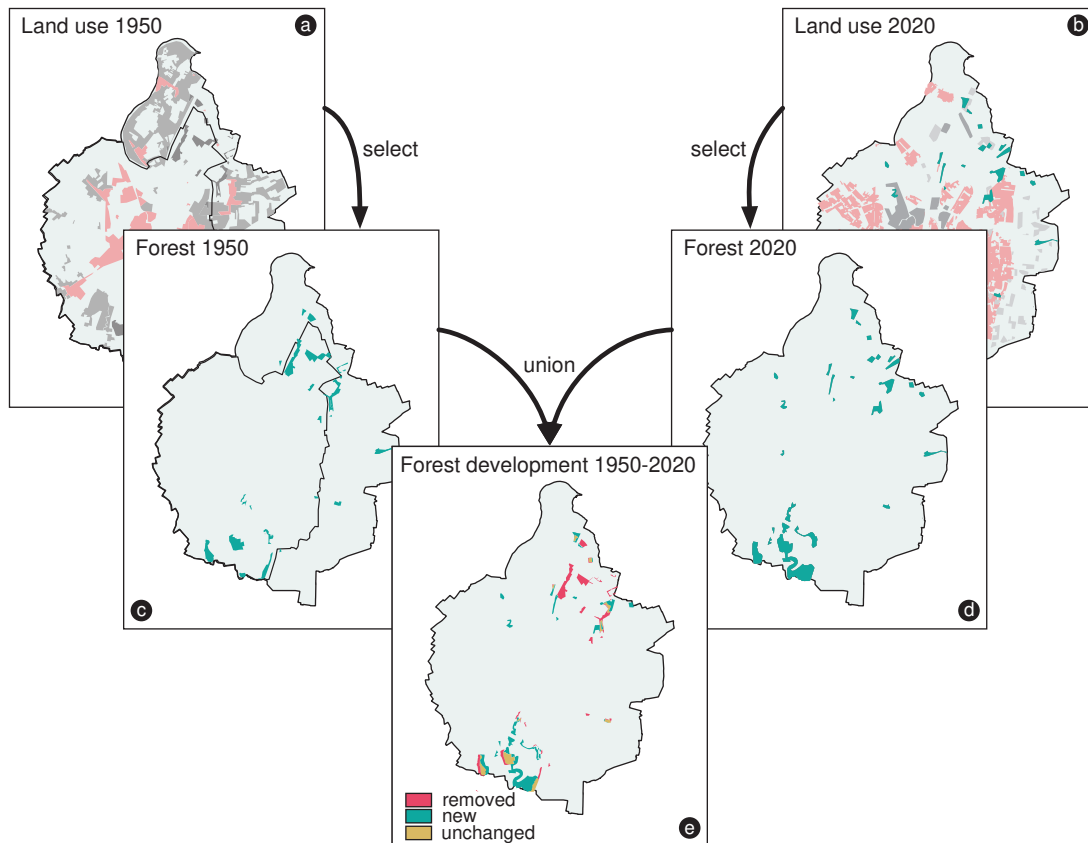 Land use 1950
a
Land use 2020
b
select
select
Forest 1950
Forest 2020
union
Forest development 1950-2020
c
d
removed
new
unchanged
e